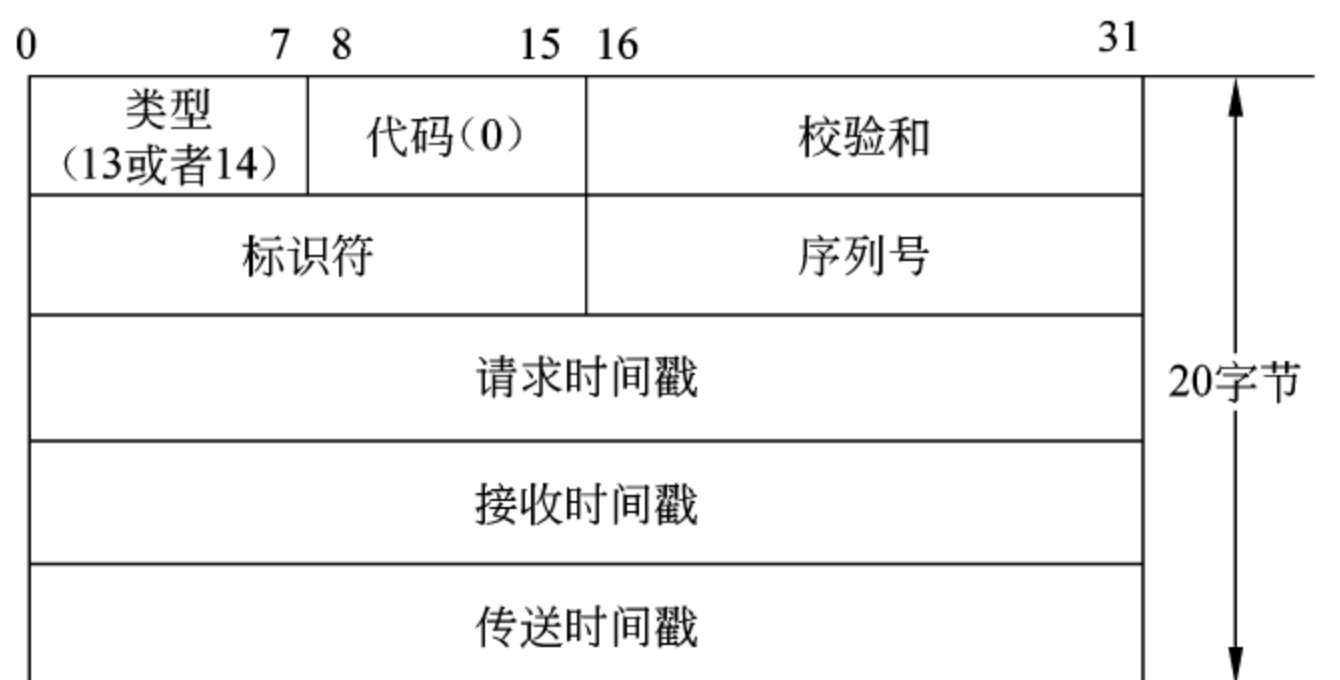 0 7 8 15 16 31
类型
（13或者14）
代码（0）
校验和
标识符
序列号
请求时间戳
20字节
接收时间戳
传送时间戳